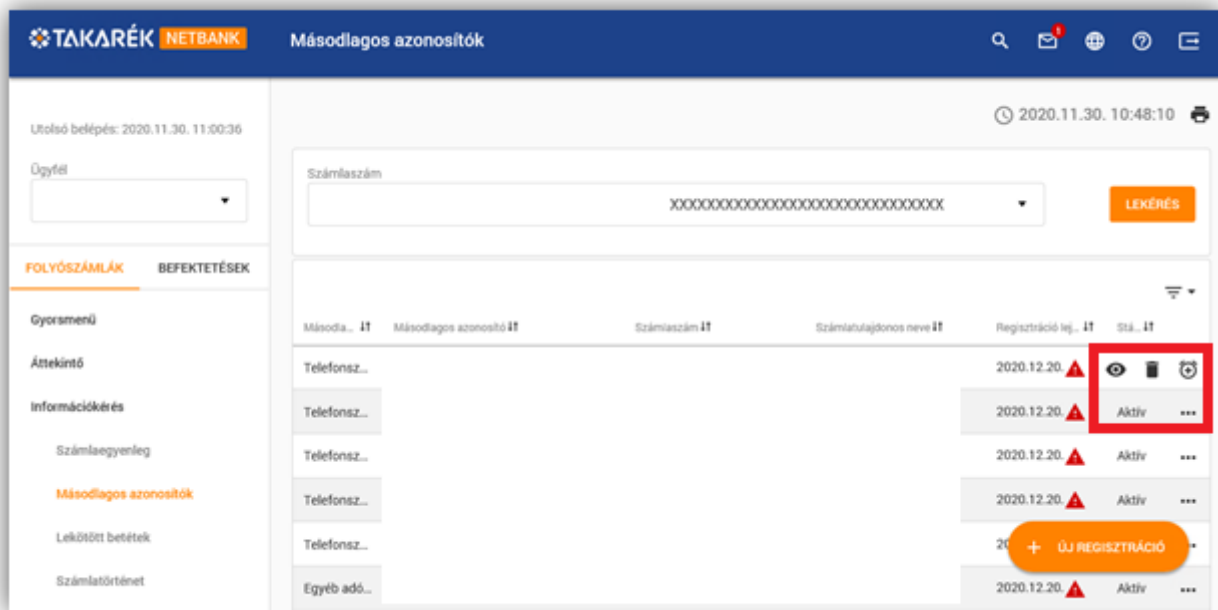 TAKARÉK NETBANK
Másodlagos azonosítók
1
Utolsó belépés: 2020.11.30. 11:00:36
2020.11.30. 10:48:10
Ügyfél
Számlaszám
XXXXXXXXXXXXXXXXXXXXXXXXXXXXXX
LEKÉRÉS
FOLYÓSZÁMLÁK BEFEKTETÉSEK
Gyorsmenü
Áttekintő
Információkérés
Számlaegyenleg
Másodlagos azonosítók
Lekötött betétek
Számlatörténet
Másodla... Másodlagos azonosító Számlaszám Számlatulajdonos neve Regisztráció lej... Stá...
Telefonsz... 2020.12.20.
Telefonsz... 2020.12.20. Aktív ...
Telefonsz... 2020.12.20. Aktív ...
Telefonsz... 2020.12.20. Aktív ...
Telefonsz... 20
+ ÚJ REGISZTRÁCIÓ
Egyéb adó... 2020.12.20. Aktív ...